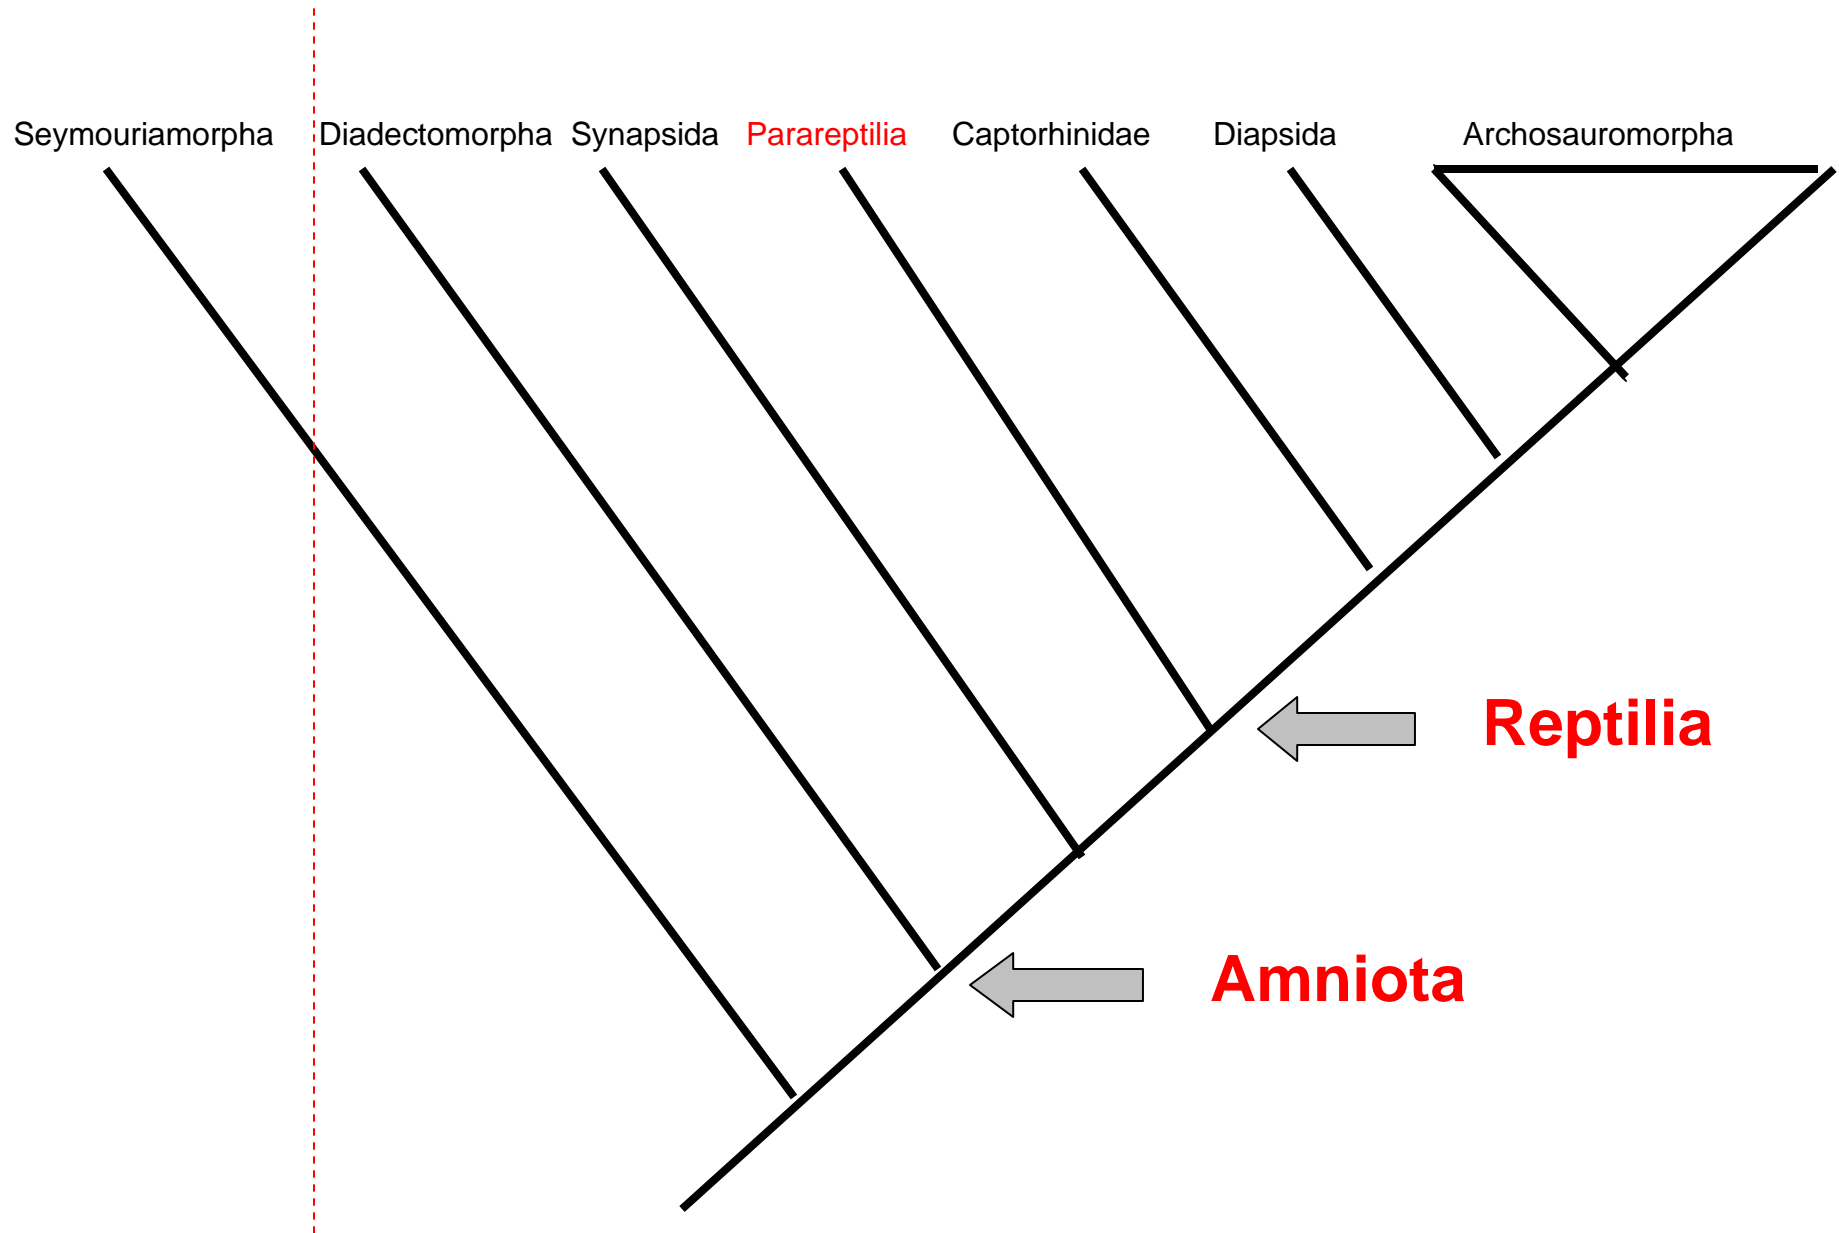 Seymouriamorpha Diadectomorpha Synapsida Parareptilia Captorhinidae Diapsida Archosauromorpha
Reptilia
Amniota